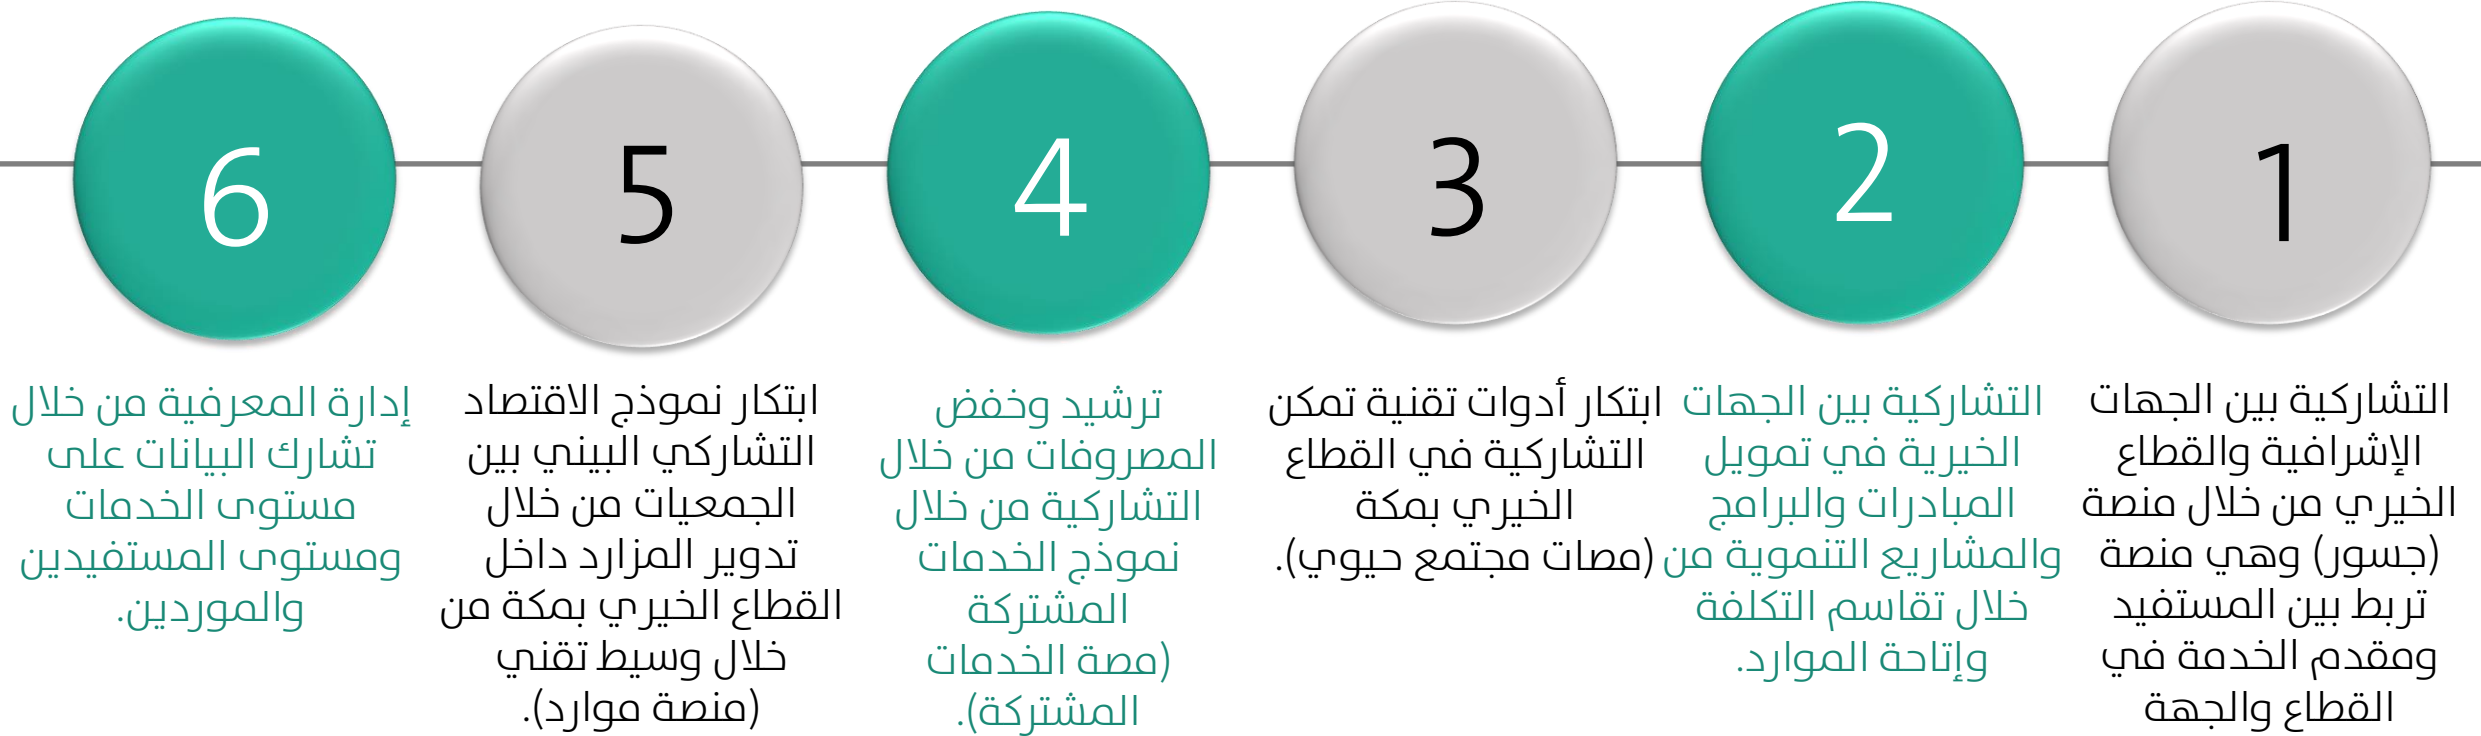 1
التشاركية بين الجهات
الإشرافية والقطاع
الخيري من خلال منصة
(جسور) وهي منصة
تربط بين المستفيد
ومقدم الخدمة في
القطاع والجهة
2
التشاركية بين الجهات
الخيرية في تمويل
المبادرات والبرامج
والمشاريع التنموية من
خلال تقاسم التكلفة
وإتاحة الموارد.
3
ابتكار أدوات تقنية تمكن
التشاركية في القطاع
الخيري بمكة
(مصات مجتمع حيوي).
4
ترشيد وخفض
المصروفات من خلال
التشاركية من خلال
نموذج الخدمات
المشتركة
(مصة الخدمات
المشتركة).
5
ابتكار نموذج الاقتصاد
التشاركي البيني بين
الجمعيات من خلال
تدوير المزارد داخل
القطاع الخيري بمكة من
خلال وسيط تقني
(منصة موارد).
6
إدارة المعرفية من خلال
تشارك البيانات على
مستوى الخدمات
ومستوى المستفيدين
والموردين.